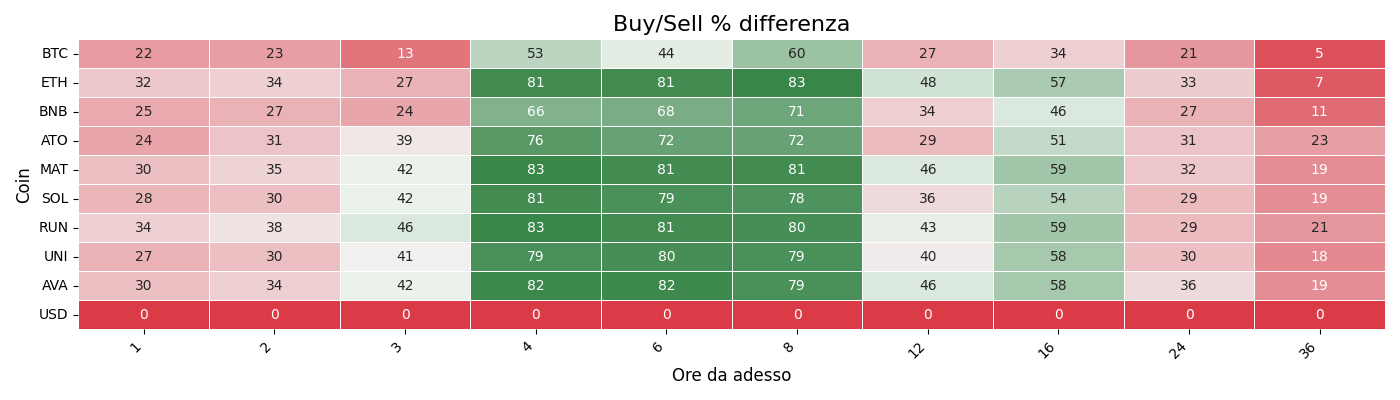 Buy/Sell % differenza
Coin
BTC 22 23 13 53 44 60 27 34 21 5
ETH 32 34 27 81 81 83 48 57 33 7
BNB 25 27 24 66 68 71 34 46 27 11
ATO 24 31 39 76 72 72 29 51 31 23
MAT 30 35 42 83 81 81 46 59 32 19
SOL 28 30 42 81 79 78 36 54 29 19
RUN 34 38 46 83 81 80 43 59 29 21
UNI 27 30 41 79 80 79 40 58 30 18
AVA 30 34 42 82 82 79 46 58 36 19
USD 0 0 0 0 0 0 0 0 0 0
1 2 3 4 6 8 12 16 24 36
Ore da adesso